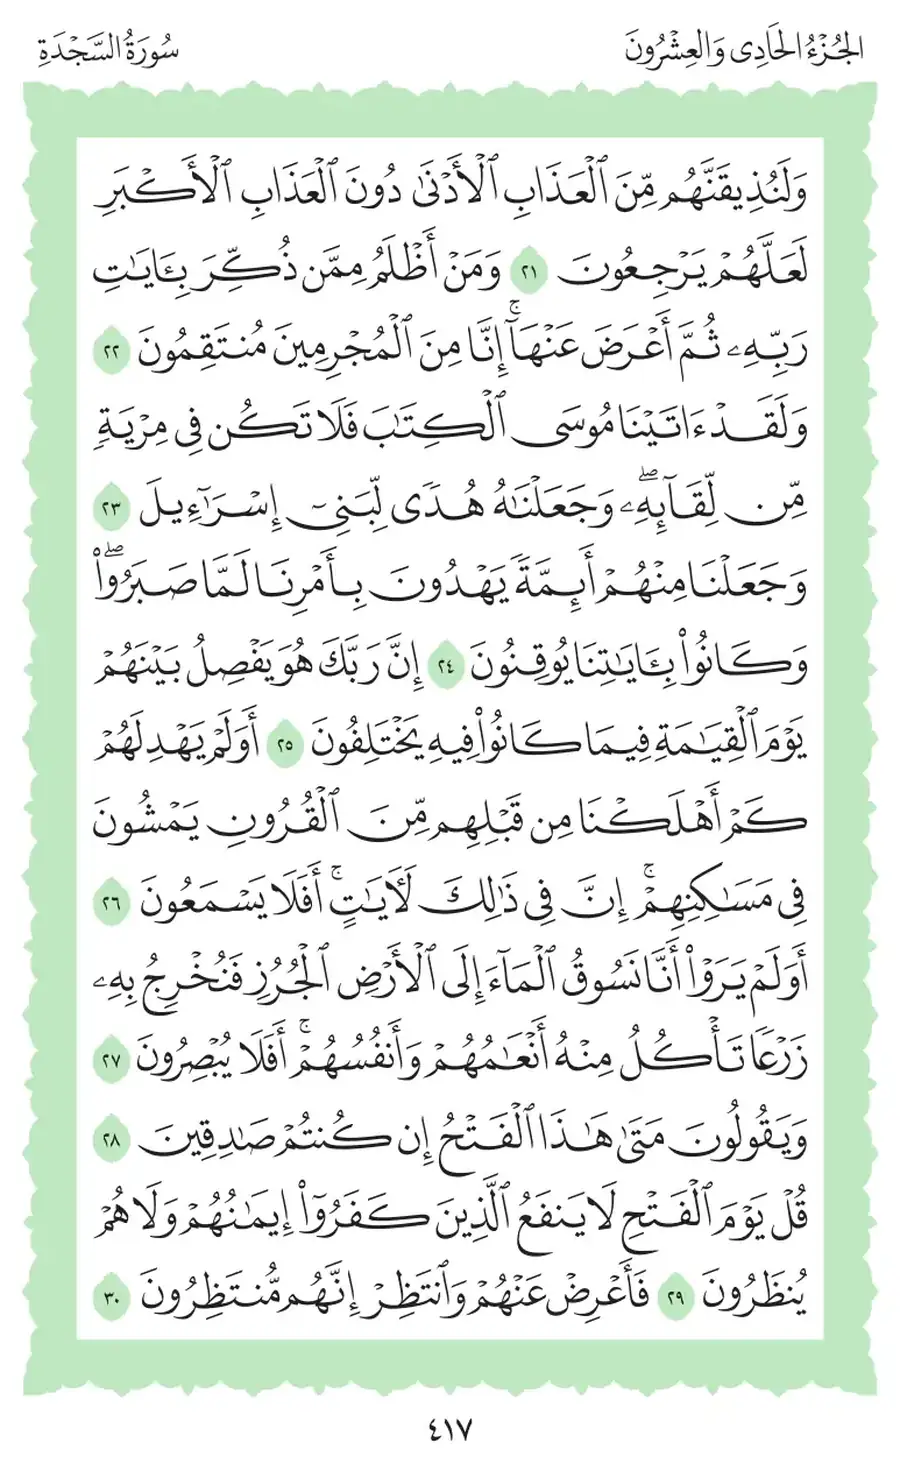 الجُزْءُ الحَادِى وَالعِشْرُونَ
سُورَةُ السَّجْدَةِ
وَلَنُذِيقَنَّهُم مِّنَ ٱلْعَذَابِ ٱلْأَدْنَىٰ دُونَ ٱلْعَذَابِ ٱلْأَكْبَرِ
لَعَلَّهُمْ يَرْجِعُونَ ٢١ وَمَنْ أَظْلَمُ مِمَّن ذُكِّرَ بِـَٔايَـٰتِ
رَبِّهِۦ ثُمَّ أَعْرَضَ عَنْهَآ ۚ إِنَّا مِنَ ٱلْمُجْرِمِينَ مُنتَقِمُونَ ٢٢
وَلَقَدْ ءَاتَيْنَا مُوسَى ٱلْكِتَـٰبَ فَلَا تَكُن فِى مِرْيَةٍ
مِّن لِّقَآئِهِۦ ۖ وَجَعَلْنَـٰهُ هُدًى لِّبَنِىٓ إِسْرَٰٓءِيلَ ٢٣
وَجَعَلْنَا مِنْهُمْ أَئِمَّةً يَهْدُونَ بِأَمْرِنَا لَمَّا صَبَرُوا۟ ۖ
وَكَانُوا۟ بِـَٔايَـٰتِنَا يُوقِنُونَ ٢٤ إِنَّ رَبَّكَ هُوَ يَفْصِلُ بَيْنَهُمْ
يَوْمَ ٱلْقِيَـٰمَةِ فِيمَا كَانُوا۟ فِيهِ يَخْتَلِفُونَ ٢٥ أَوَلَمْ يَهْدِ لَهُمْ
كَمْ أَهْلَكْنَا مِن قَبْلِهِم مِّنَ ٱلْقُرُونِ يَمْشُونَ
فِى مَسَـٰكِنِهِمْ ۚ إِنَّ فِى ذَٰلِكَ لَـَٔايَـٰتٍ ۚ أَفَلَا يَسْمَعُونَ ٢٦
أَوَلَمْ يَرَوْا۟ أَنَّا نَسُوقُ ٱلْمَآءَ إِلَى ٱلْأَرْضِ ٱلْجُرُزِ فَنُخْرِجُ بِهِۦ
زَرْعًا تَأْكُلُ مِنْهُ أَنْعَـٰمُهُمْ وَأَنفُسُهُمْ ۚ أَفَلَا يُبْصِرُونَ ٢٧
وَيَقُولُونَ مَتَىٰ هَـٰذَا ٱلْفَتْحُ إِن كُنتُمْ صَـٰدِقِينَ ٢٨
قُلْ يَوْمَ ٱلْفَتْحِ لَا يَنفَعُ ٱلَّذِينَ كَفَرُوٓا۟ إِيمَـٰنُهُمْ وَلَا هُمْ
يُنظَرُونَ ٢٩ فَأَعْرِضْ عَنْهُمْ وَٱنتَظِرْ إِنَّهُم مُّنتَظِرُونَ ٣٠
٤١٧